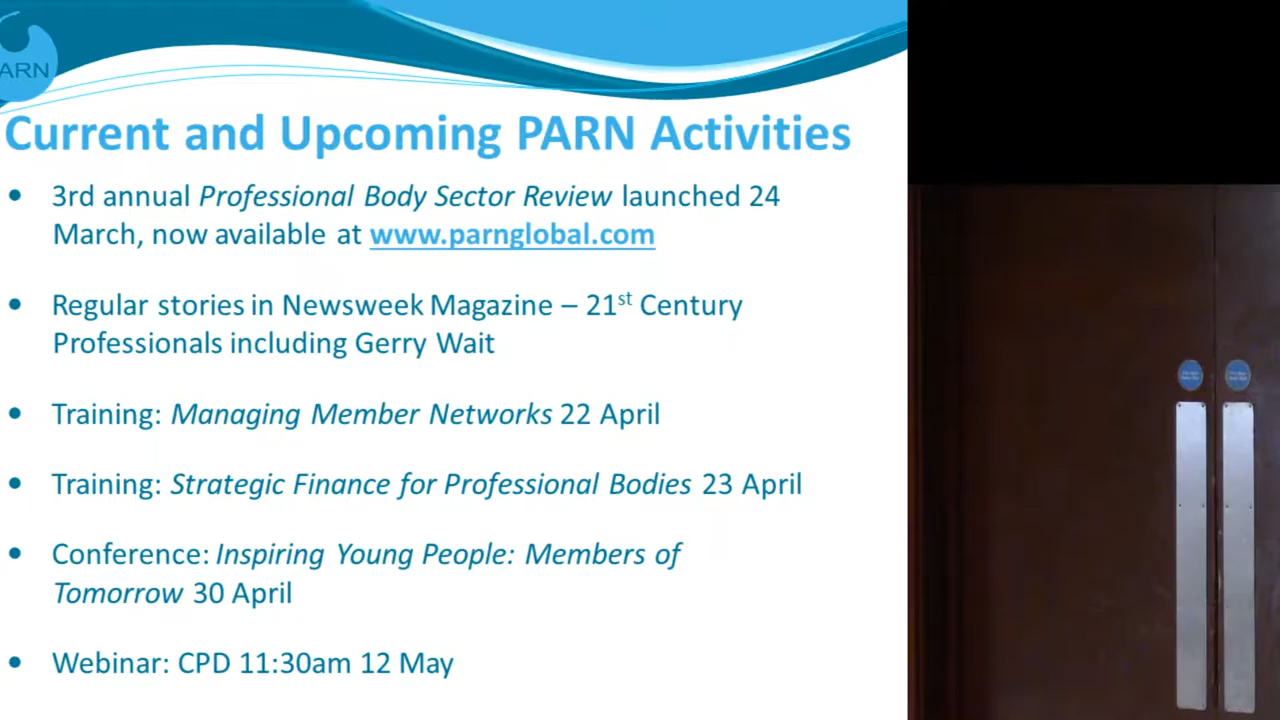 ARN
Current and Upcoming PARN Activities
• 3rd annual Professional Body Sector Review launched 24
March, now available at www.parnglobal.com
• Regular stories in Newsweek Magazine – 21st Century
Professionals including Gerry Wait
• Training: Managing Member Networks 22 April
• Training: Strategic Finance for Professional Bodies 23 April
• Conference: Inspiring Young People: Members of
Tomorrow 30 April
• Webinar: CPD 11:30am 12 May